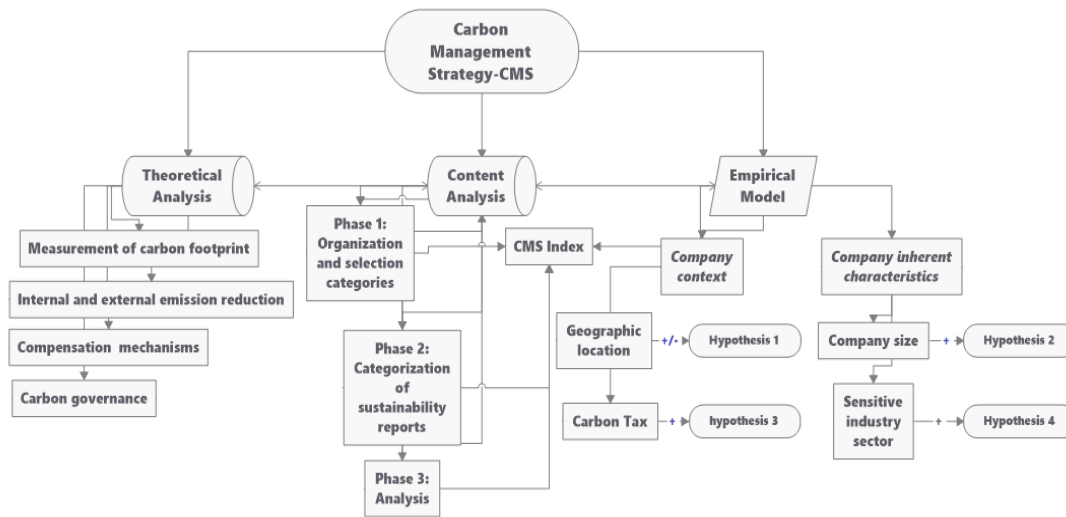 Carbon
Management
Strategy-CMS
Theoretical
Analysis
Content
Analysis
Empirical
Model
Measurement of carbon footprint
Internal and external emission reduction
Compensation mechanisms
Carbon governance
Phase 1:
Organization
and selection
categories
Phase 2:
Categorization
of
sustainability
reports
Phase 3:
Analysis
CMS Index
Company
context
Geographic
location
+/-
Hypothesis 1
Carbon Tax
+
hypothesis 3
Company inherent
characteristics
Company size
+
Hypothesis 2
Sensitive
industry
sector
+
Hypothesis 4